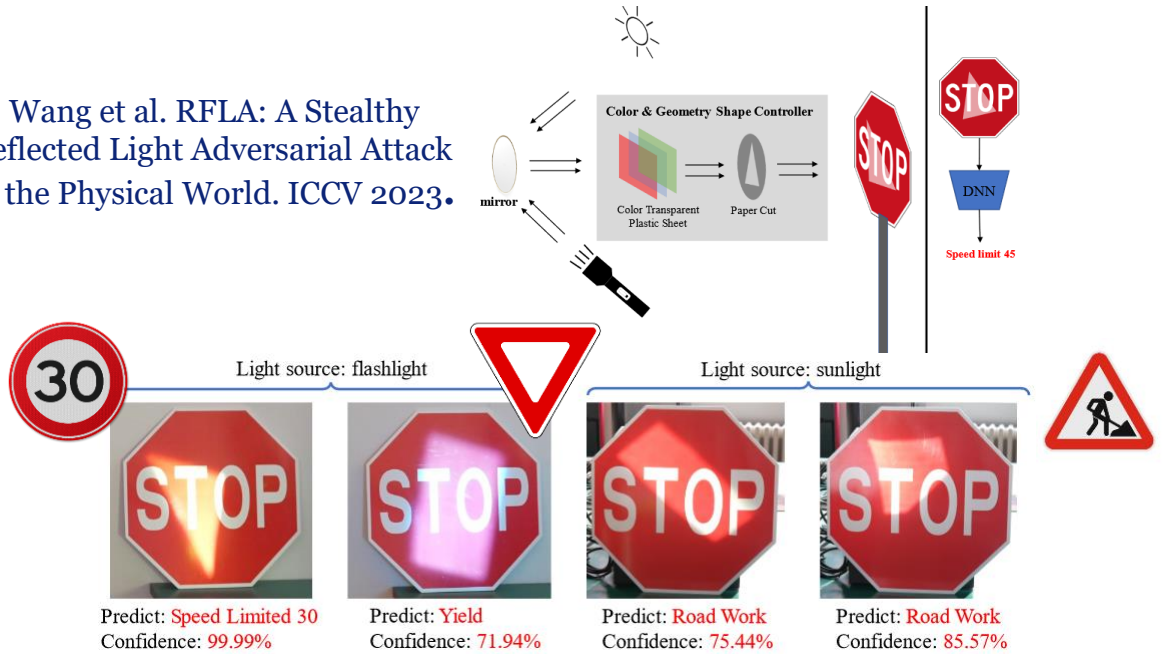 Wang et al. RFLA: A Stealthy
eflected Light Adversarial Attack
the Physical World. ICCV 2023.
Color & Geometry Shape Controller
mirror
Color Transparent
Plastic Sheet
Paper Cut
STOP
STOP
DNN
Speed limit 45
30
Light source: flashlight
Light source: sunlight
STOP
STOP
STOP
STOP
Predict: Speed Limited 30
Confidence: 99.99%
Predict: Yield
Confidence: 71.94%
Predict: Road Work
Confidence: 75.44%
Predict: Road Work
Confidence: 85.57%